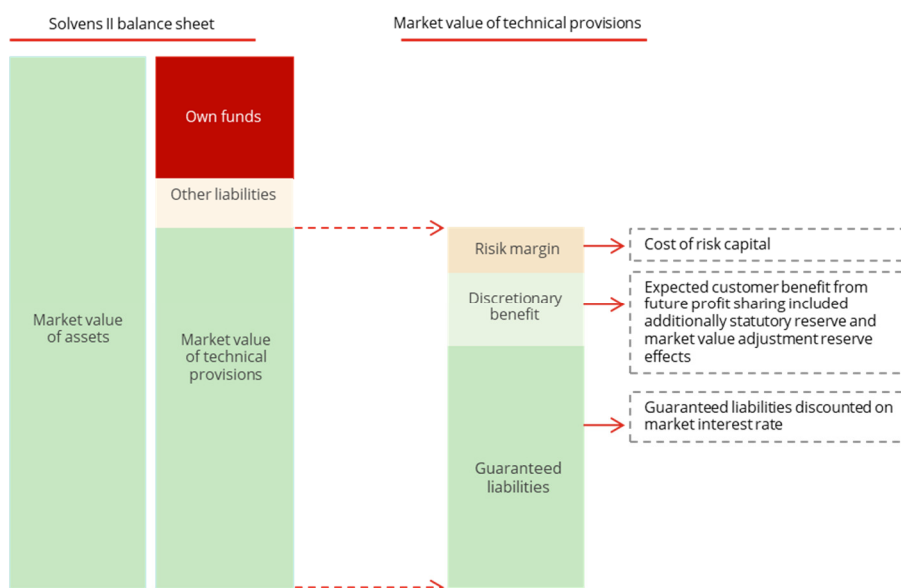 Solvens II balance sheet
Market value of technical provisions
Own funds
Other liabilities
Market value
of assets
Market value
of technical
provisions
Risik margin
Discretionary
benefit
Guaranteed
liabilities
Cost of risk capital
Expected customer benefit from
future profit sharing included
additionally statutory reserve and
market value adjustment reserve
effects
Guaranteed liabilities discounted on
market interest rate